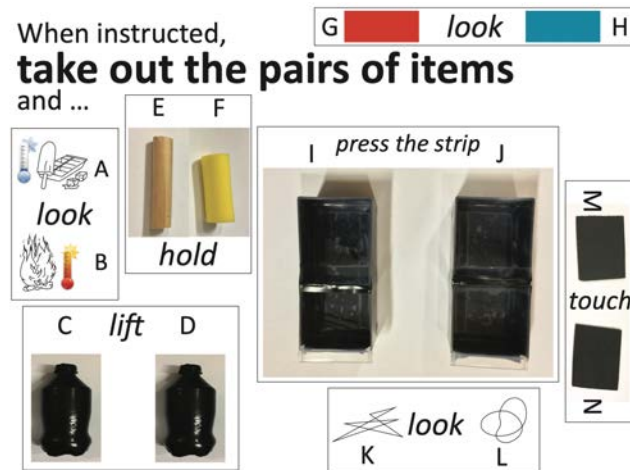 G look H
When instructed,
take out the pairs of items
and ...
E F
hold
A
look
B
I press the strip J
M
touch
N
C lift D
look
K L